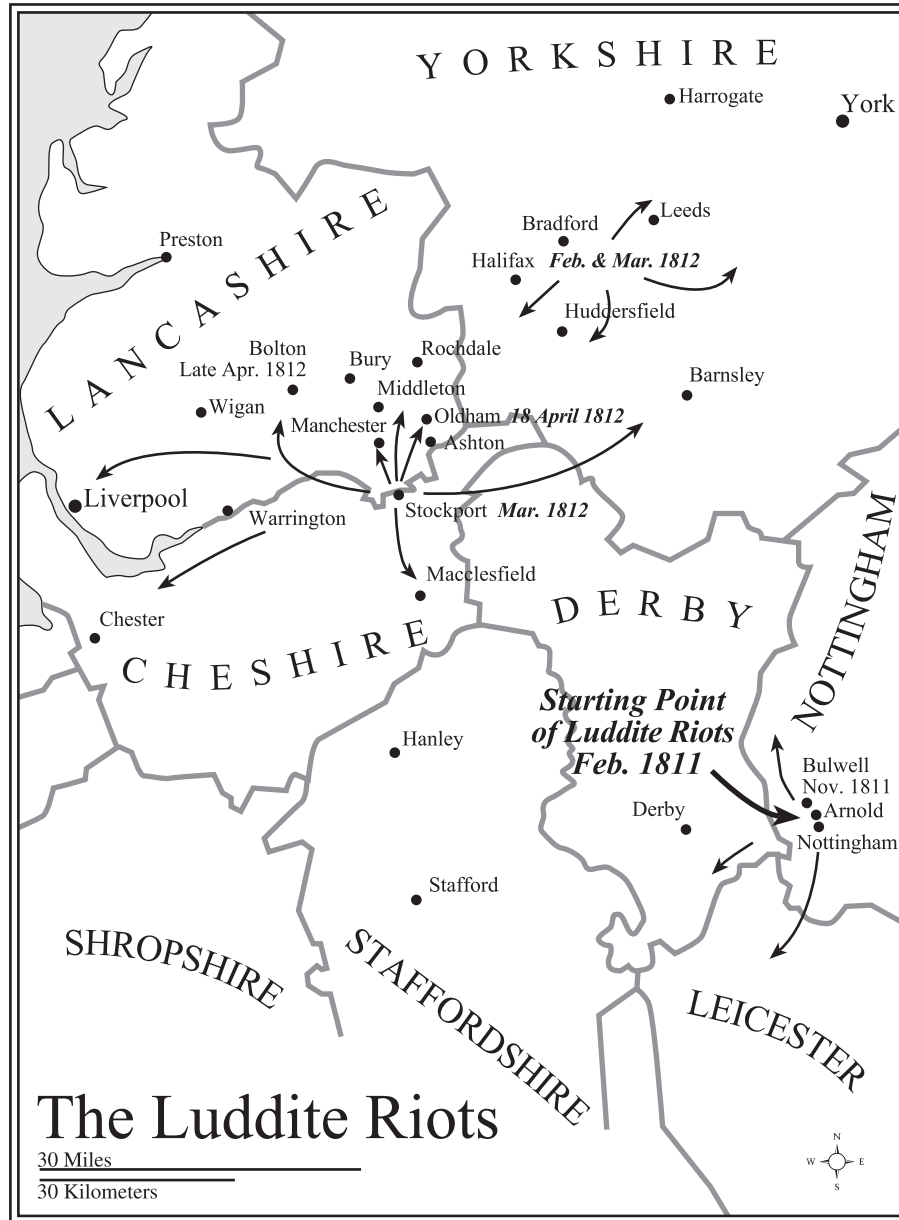 YORKSHIRE
Harrogate
York
LANCASHIRE
Preston
Bradford
Leeds
Halifax Feb. & Mar. 1812
Huddersfield
Bolton
Late Apr. 1812
Bury
Rochdale
Middleton
Barnsley
Wigan
Manchester
Oldham 18 April 1812
Ashton
Liverpool
Warrington
Stockport Mar. 1812
Macclesfield
Chester
CHESHIRE
DERBY
NOTTINGHAM
Starting Point
of Luddite Riots
Feb. 1811
Hanley
Bulwell
Nov. 1811
Arnold
Nottingham
Derby
Stafford
SHROPSHIRE
STAFFORDSHIRE
LEICESTER
The Luddite Riots
30 Miles
30 Kilometers
N
W E
S